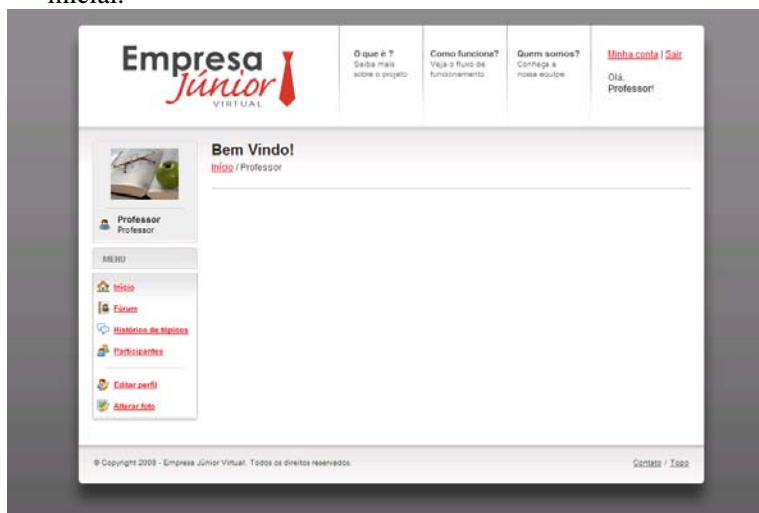 inicial.
Empresa
Júnior
VIRTUAL
O que è ?
Saiba mais
sobre o projeto
Como funciona?
Veja o fluxo de
funcionamento
Quem somos?
Conheça a
nossa equipe
Minha conta | Sair
Olá,
Professor!
Bem Vindo!
Início / Professor
Professor
Professor
MENU
Início
Fórum
Histórico de tópicos
Participantes
Editar perfil
Alterar foto
© Copyright 2008 - Empresa Júnior Virtual. Todos os direitos reservados.
Contato / Topo